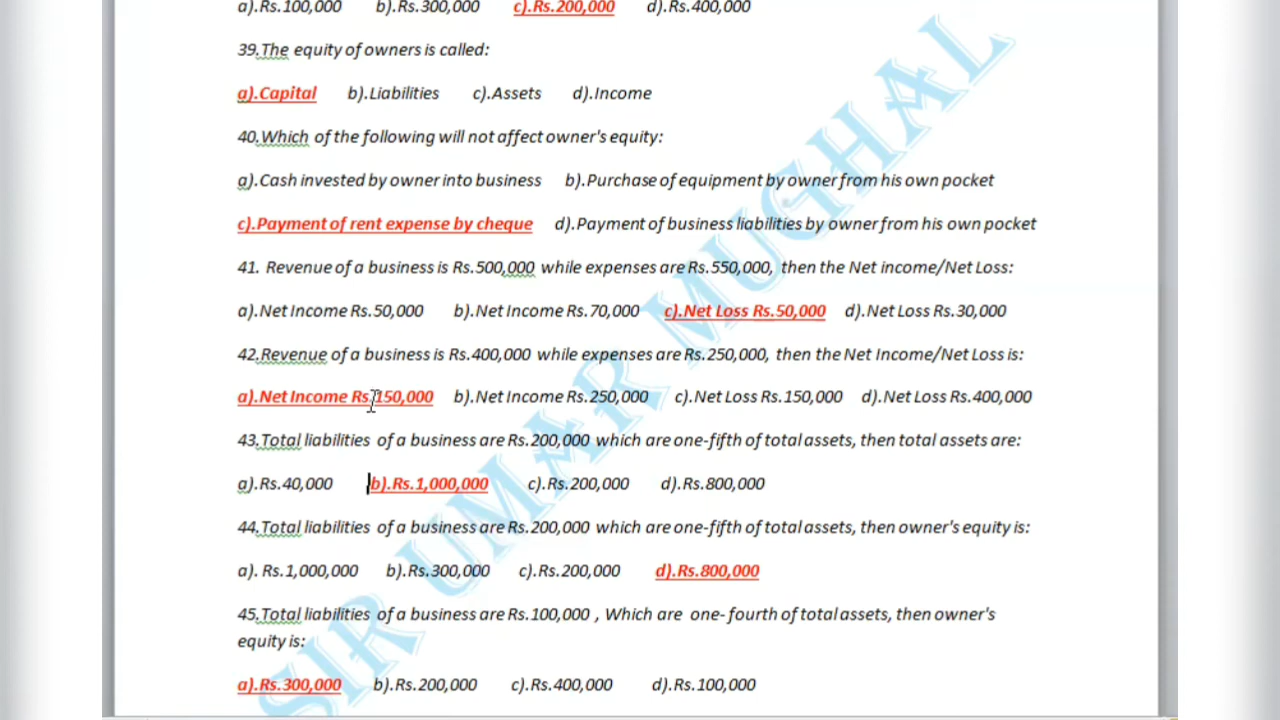 a).Rs.100,000 b).Rs.300,000 c).Rs.200,000 d).Rs.400,000
39.The equity of owners is called:
a).Capital b).Liabilities c).Assets d).Income
40.Which of the following will not affect owner's equity:
a).Cash invested by owner into business b).Purchase of equipment by owner from his own pocket
c).Payment of rent expense by cheque d).Payment of business liabilities by owner from his own pocket
41. Revenue of a business is Rs.500,000 while expenses are Rs.550,000, then the Net income/Net Loss:
a).Net Income Rs.50,000 b).Net Income Rs.70,000 c).Net Loss Rs.50,000 d).Net Loss Rs.30,000
42.Revenue of a business is Rs.400,000 while expenses are Rs.250,000, then the Net Income/Net Loss is:
a).Net Income Rs.150,000 b).Net Income Rs.250,000 c).Net Loss Rs.150,000 d).Net Loss Rs.400,000
43.Total liabilities of a business are Rs.200,000 which are one-fifth of total assets, then total assets are:
a).Rs.40,000 b).Rs.1,000,000 c).Rs.200,000 d).Rs.800,000
44.Total liabilities of a business are Rs.200,000 which are one-fifth of total assets, then owner's equity is:
a). Rs.1,000,000 b).Rs.300,000 c).Rs.200,000 d).Rs.800,000
45.Total liabilities of a business are Rs.100,000 , Which are one- fourth of total assets, then owner's
equity is:
a).Rs.300,000 b).Rs.200,000 c).Rs.400,000 d).Rs.100,000
SIR UMAR MUGHAL